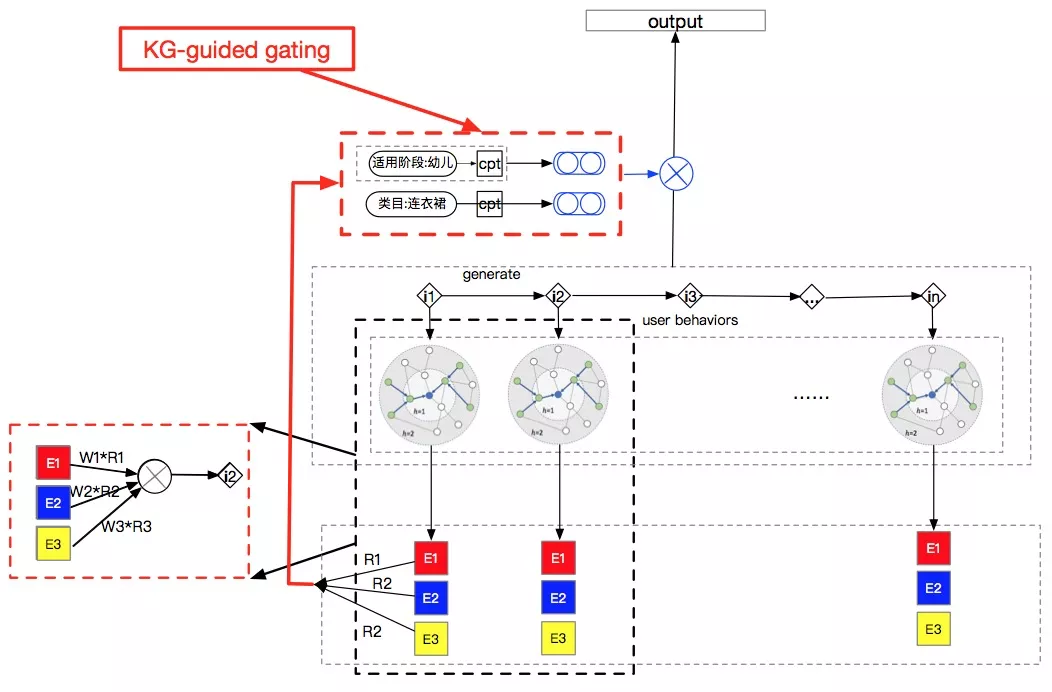 output
KG-guided gating
适用阶段:幼儿
cpt
类目:连衣裙
cpt
generate
i1
i2
i3
...
in
user behaviors
h=1
h=2
h=1
h=2
......
h=1
h=2
E1
W1*R1
E2
W2*R2
i2
E3
W3*R3
R1
E1
E1
E1
R2
E2
E2
E2
R2
E3
E3
E3